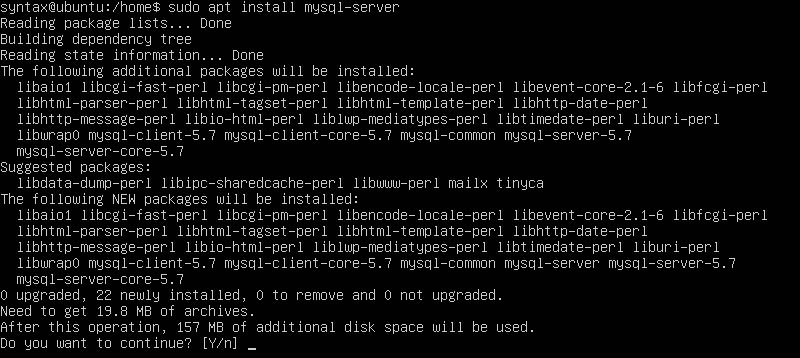 syntax@ubuntu:/home$ sudo apt install mysql-server
Reading package lists... Done
Building dependency tree
Reading state information... Done
The following additional packages will be installed:
  libaio1 libcgi-fast-perl libcgi-pm-perl libencode-locale-perl libevent-core-2.1-6 libfcgi-perl
  libhtml-parser-perl libhtml-tagset-perl libhtml-template-perl libhttp-date-perl
  libhttp-message-perl libio-html-perl liblwp-mediatypes-perl libtimedate-perl liburi-perl
  libwrap0 mysql-client-5.7 mysql-client-core-5.7 mysql-common mysql-server-5.7
  mysql-server-core-5.7
Suggested packages:
  libdata-dump-perl libipc-sharedcache-perl libwww-perl mailx tinyca
The following NEW packages will be installed:
  libaio1 libcgi-fast-perl libcgi-pm-perl libencode-locale-perl libevent-core-2.1-6 libfcgi-perl
  libhtml-parser-perl libhtml-tagset-perl libhtml-template-perl libhttp-date-perl
  libhttp-message-perl libio-html-perl liblwp-mediatypes-perl libtimedate-perl liburi-perl
  libwrap0 mysql-client-5.7 mysql-client-core-5.7 mysql-common mysql-server mysql-server-5.7
  mysql-server-core-5.7
0 upgraded, 22 newly installed, 0 to remove and 0 not upgraded.
Need to get 19.8 MB of archives.
After this operation, 157 MB of additional disk space will be used.
Do you want to continue? [Y/n] _